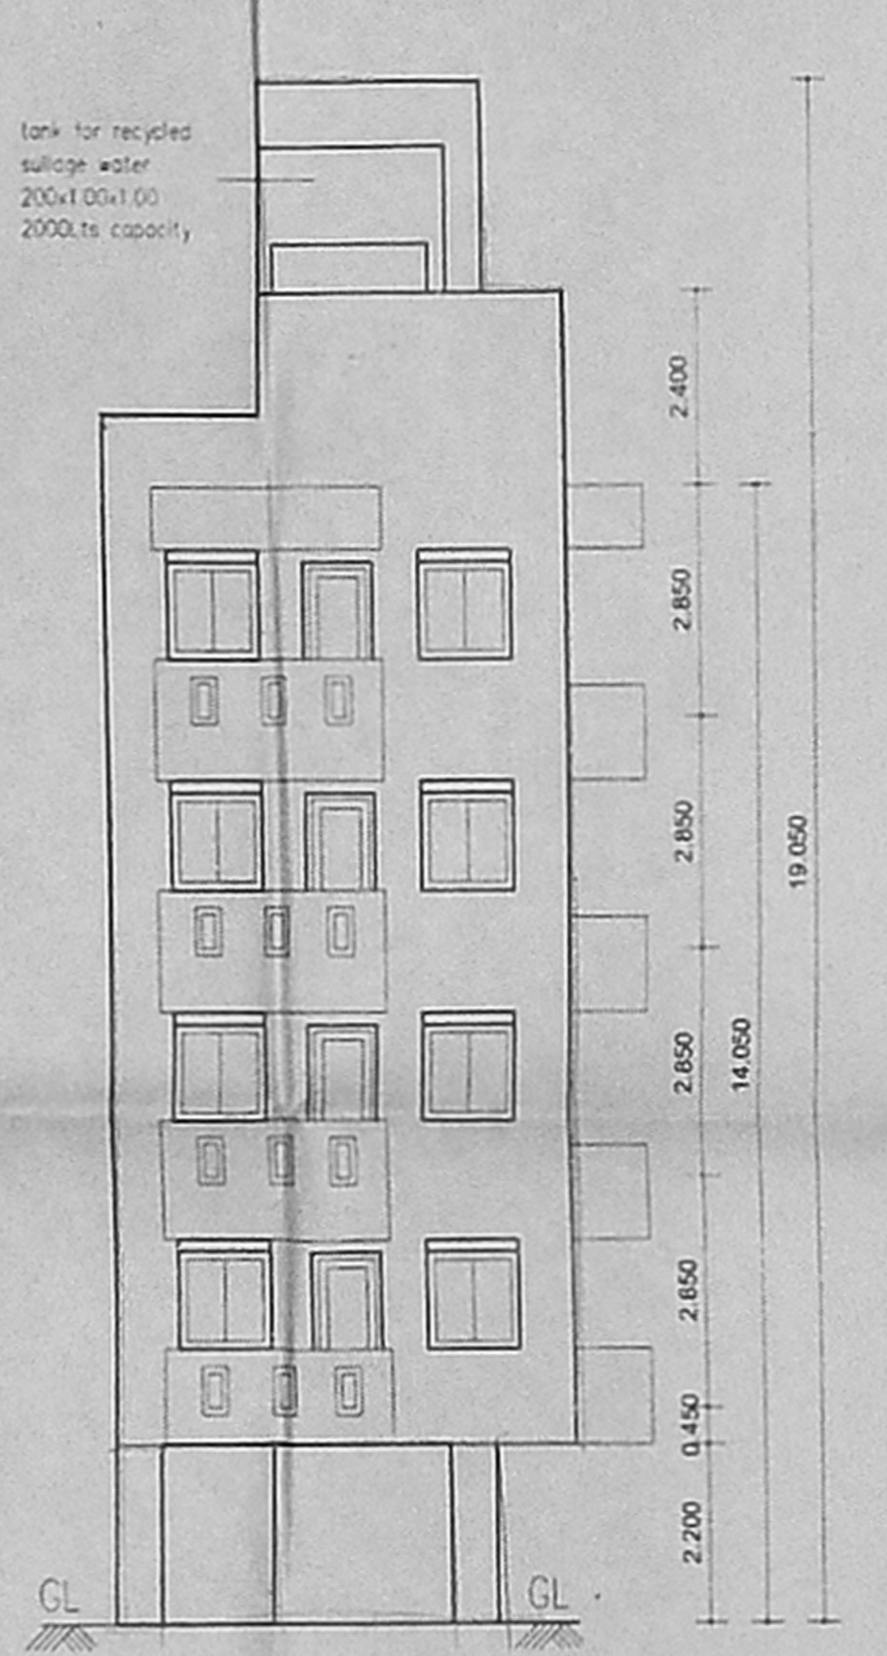 tank for recycled
sullage water
200x1.00x1.00
2000Lts capacity
2.400
2.850
2.850
19.050
2.850
14.050
2.850
0.450
2.200
GL
GL